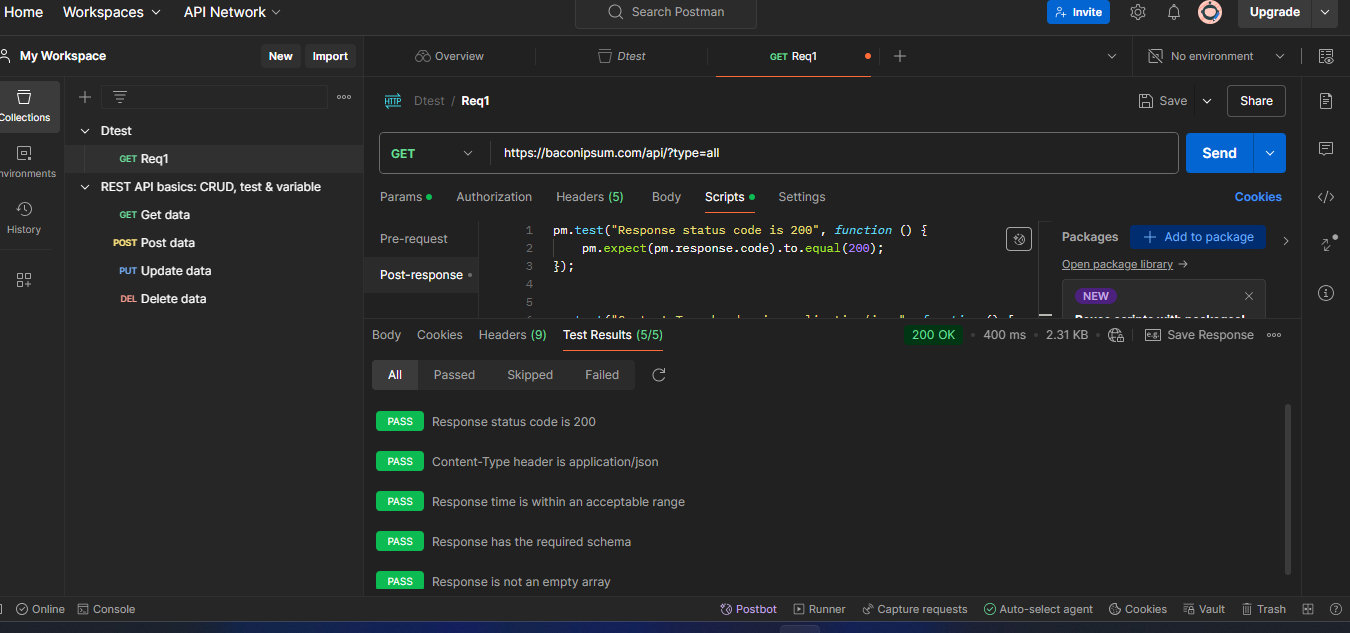 Home Workspaces API Network Search Postman Invite Upgrade
My Workspace New Import Overview Dtest GET Req1 No environment
Collections
HTTP Dtest / Req1 Save Share
Dtest
GET Req1
GET https://baconipsum.com/api/?type=all Send
REST API basics: CRUD, test & variable
Params Authorization Headers (5) Body Scripts Settings Cookies
GET Get data
History
POST Post data
PUT Update data
DEL Delete data
Pre-request
Post-response
1 pm.test("Response status code is 200", function () {
2 pm.expect(pm.response.code).to.equal(200);
3 });
4
5
Packages Add to package
Open package library →
NEW
Body Cookies Headers (9) Test Results (5/5) 200 OK 400 ms 2.31 KB e.g. Save Response
All Passed Skipped Failed
PASS Response status code is 200
PASS Content-Type header is application/json
PASS Response time is within an acceptable range
PASS Response has the required schema
PASS Response is not an empty array
Online Console Postbot Runner Capture requests Auto-select agent Cookies Vault Trash